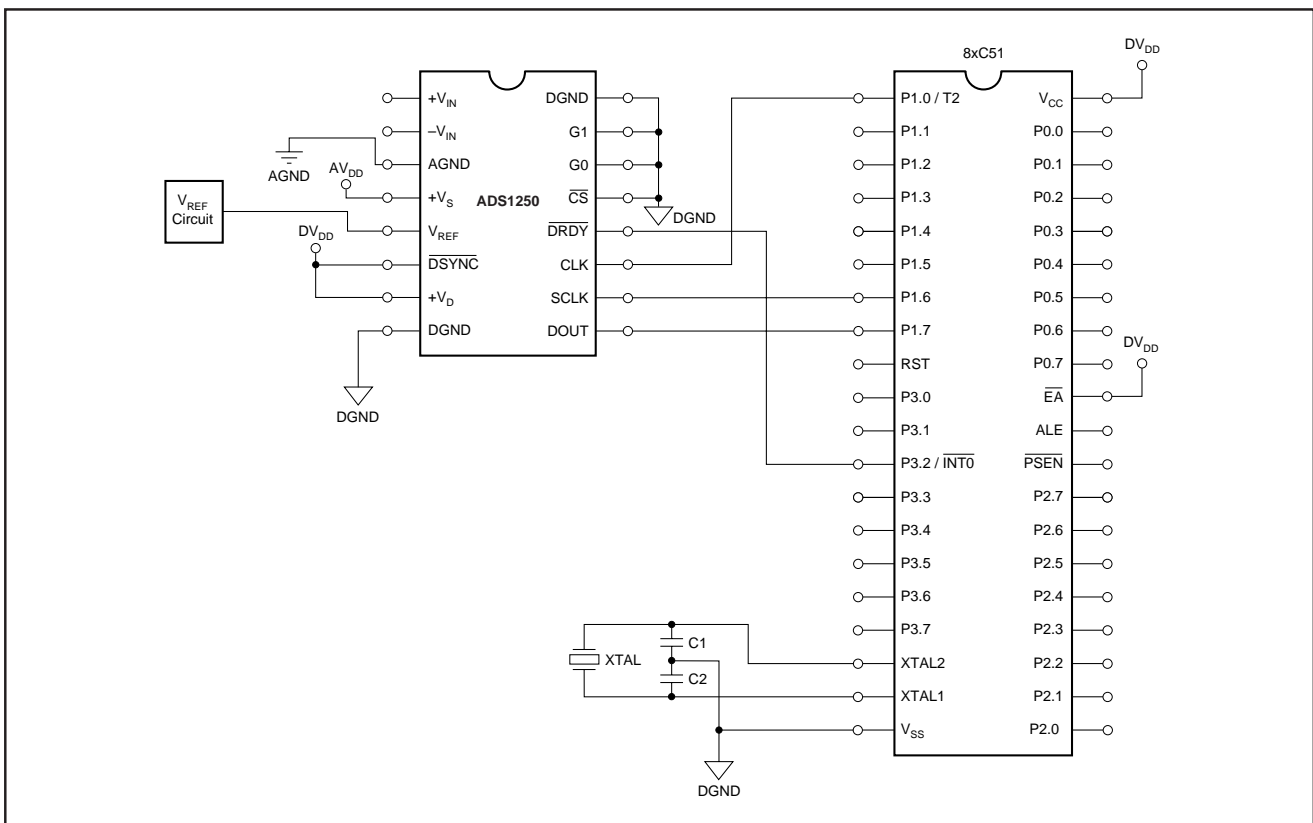 8xC51
DV_DD
+V_IN
–V_IN
AGND
+V_S
V_REF
DSYNC
+V_D
DGND
ADS1250
DGND
G1
G0
CS
DRDY
CLK
SCLK
DOUT
AGND
AV_DD
V_REF
Circuit
DV_DD
DGND
DGND
P1.0 / T2
P1.1
P1.2
P1.3
P1.4
P1.5
P1.6
P1.7
RST
P3.0
P3.1
P3.2 / INT0
P3.3
P3.4
P3.5
P3.6
P3.7
XTAL2
XTAL1
V_SS
V_CC
P0.0
P0.1
P0.2
P0.3
P0.4
P0.5
P0.6
P0.7
EA
ALE
PSEN
P2.7
P2.6
P2.5
P2.4
P2.3
P2.2
P2.1
P2.0
DV_DD
XTAL
C1
C2
DGND